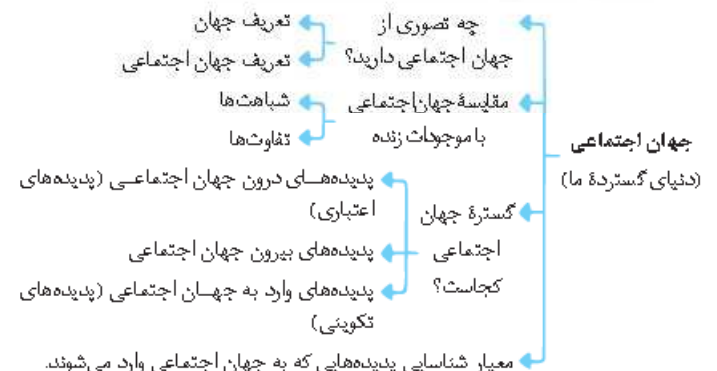 جهان اجتماعی
(دنیای گستردهٔ ما)
چه تصوری از
جهان اجتماعی دارید؟
تعریف جهان
تعریف جهان اجتماعی
مقایسهٔ جهان اجتماعی
با موجودات زنده
شباهت‌ها
تفاوت‌ها
گسترهٔ جهان
اجتماعی
کجاست؟
پدیده‌هــای درون جهان اجتماعــی (پدیده‌های
اعتباری)
پدیده‌های بیرون جهان اجتماعی
پدیده‌های وارد به جهــان اجتماعی (پدیده‌های
تکوینی)
معیار شناسایی پدیده‌هایی که به جهان اجتماعی وارد می‌شوند.